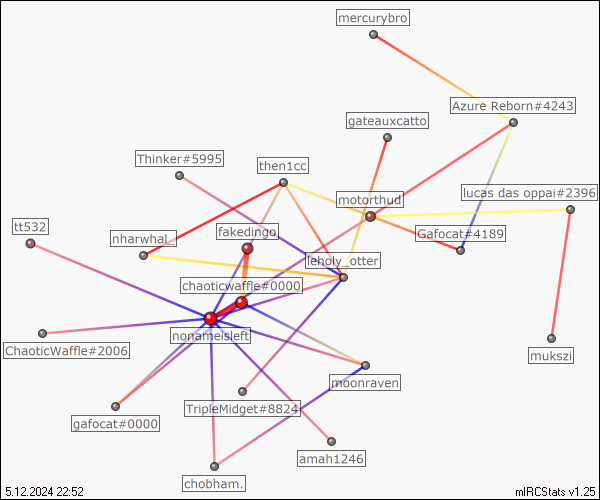 mercurybro
Azure Reborn#4243
gateauxcatto
Thinker#5995
then1cc
lucas das oppai#2396
motorthud
tt532
fakedingo
Gafocat#4189
nharwhal_
leholy_otter
chaoticwaffle#0000
nonameisleft
ChaoticWaffle#2006
mukszi
moonraven
TripleMidget#8824
gafocat#0000
amah1246
chobham.
5.12.2024 22:52
mIRCStats v1.25